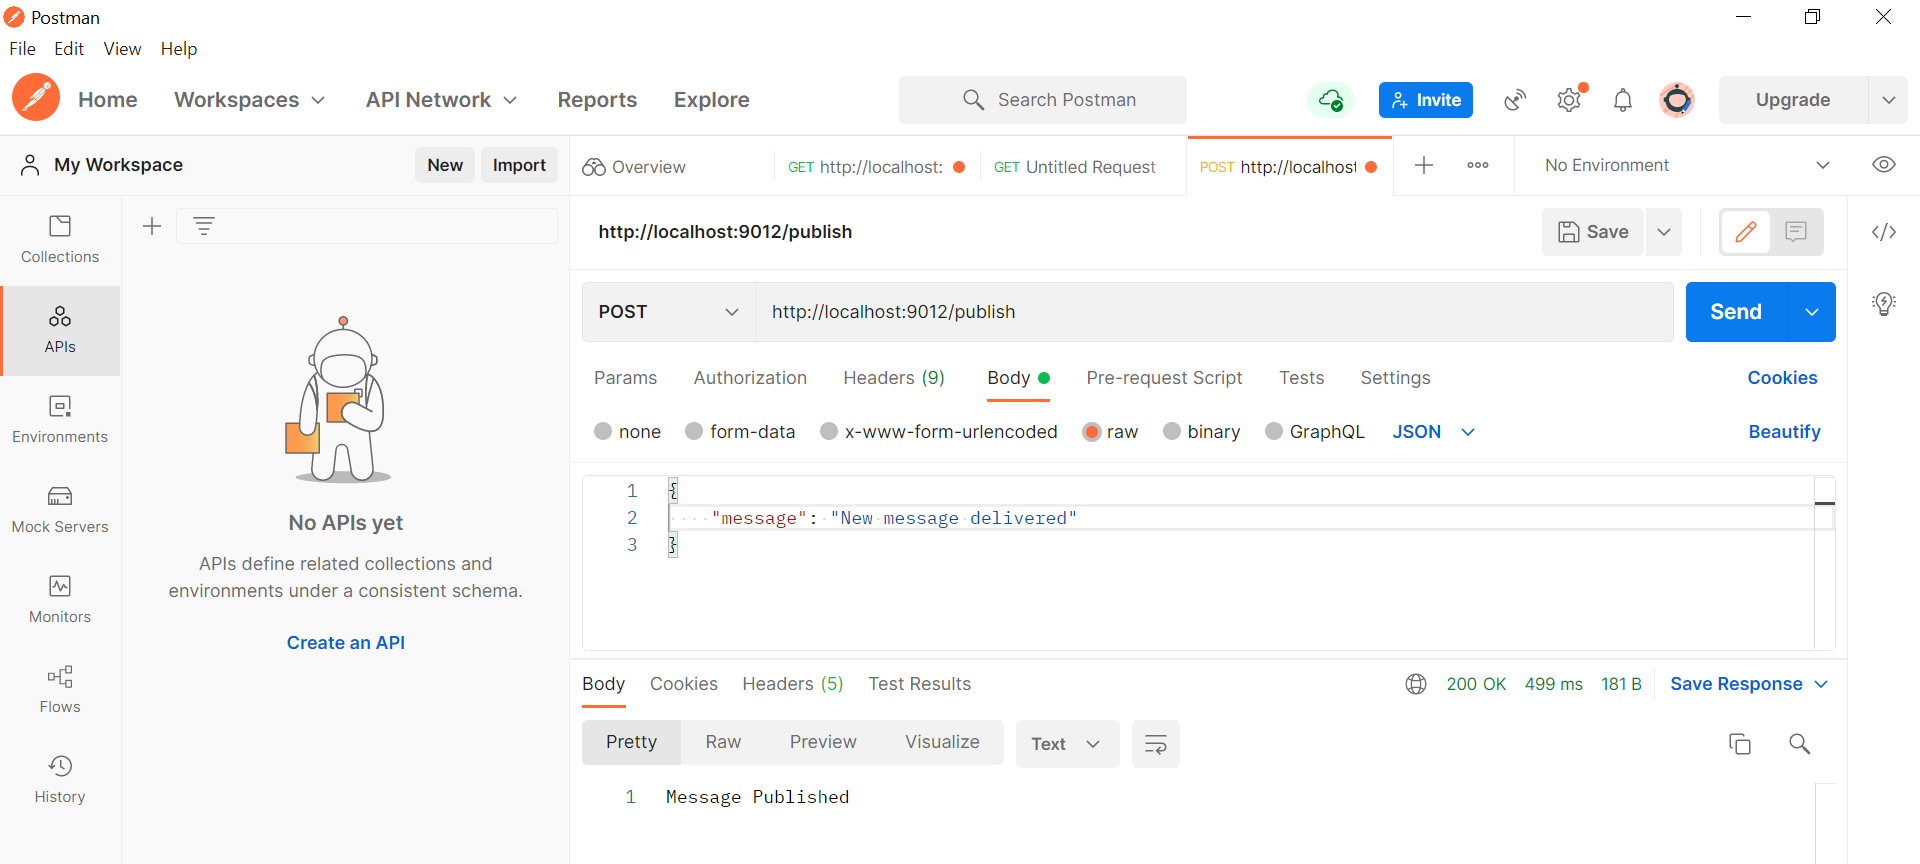 Postman
File Edit View Help
Home Workspaces API Network Reports Explore Search Postman Invite Upgrade
My Workspace New Import Overview GET http://localhost: GET Untitled Request POST http://localhost No Environment
Collections
APIs
Environments
Mock Servers
Monitors
Flows
History
No APIs yet
APIs define related collections and
environments under a consistent schema.
Create an API
http://localhost:9012/publish Save
POST http://localhost:9012/publish Send
Params Authorization Headers (9) Body Pre-request Script Tests Settings Cookies
none form-data x-www-form-urlencoded raw binary GraphQL JSON Beautify
1 {
2 "message": "New message delivered"
3 }
Body Cookies Headers (5) Test Results 200 OK 499 ms 181 B Save Response
Pretty Raw Preview Visualize Text
1 Message Published